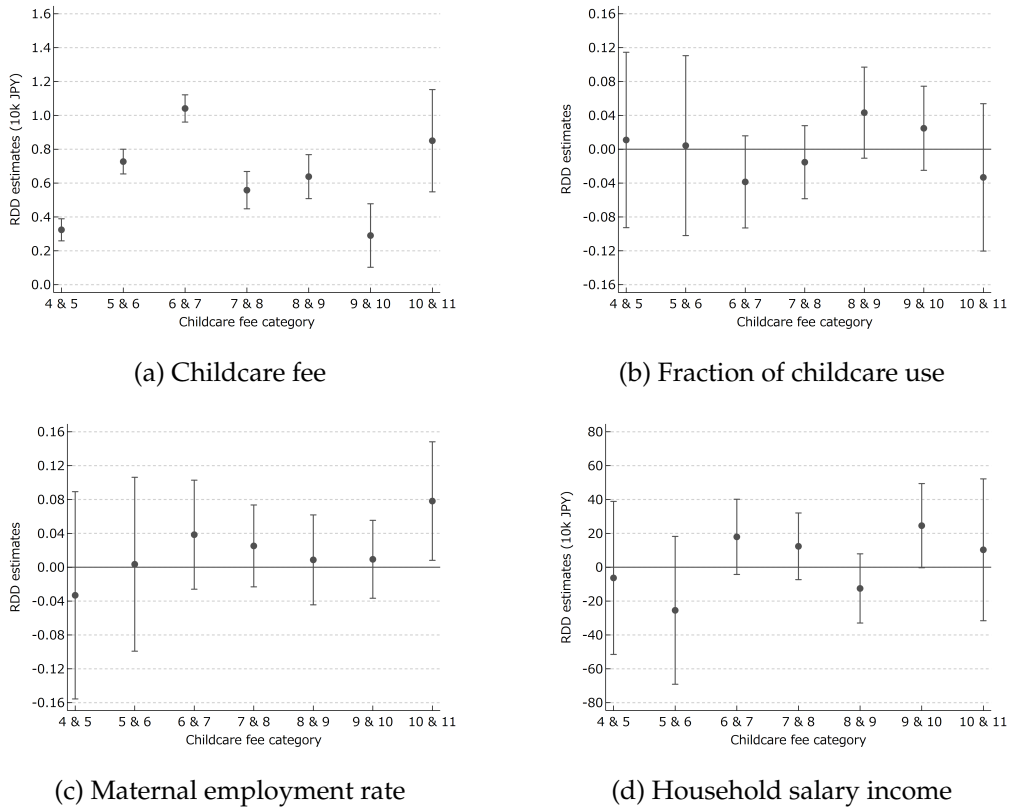 RDD estimates (10k JPY)
1.6
1.4
1.2
1.0
0.8
0.6
0.4
0.2
0.0
4 & 5 5 & 6 6 & 7 7 & 8 8 & 9 9 & 10 10 & 11
Childcare fee category
(a) Childcare fee
RDD estimates
0.16
0.12
0.08
0.04
0.00
-0.04
-0.08
-0.12
-0.16
4 & 5 5 & 6 6 & 7 7 & 8 8 & 9 9 & 10 10 & 11
Childcare fee category
(b) Fraction of childcare use
RDD estimates
0.16
0.12
0.08
0.04
0.00
-0.04
-0.08
-0.12
-0.16
4 & 5 5 & 6 6 & 7 7 & 8 8 & 9 9 & 10 10 & 11
Childcare fee category
(c) Maternal employment rate
RDD estimates (10k JPY)
80
60
40
20
0
-20
-40
-60
-80
4 & 5 5 & 6 6 & 7 7 & 8 8 & 9 9 & 10 10 & 11
Childcare fee category
(d) Household salary income